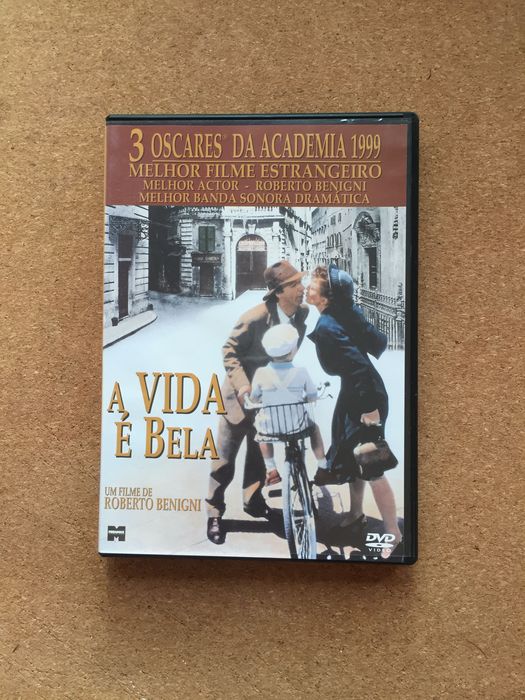 3 OSCARES DA ACADEMIA 1999
MELHOR FILME ESTRANGEIRO
MELHOR ACTOR - ROBERTO BENIGNI
MELHOR BANDA SONORA DRAMÁTICA
A VIDA
É BELA
UM FILME DE
ROBERTO BENIGNI
DVD
VIDEO